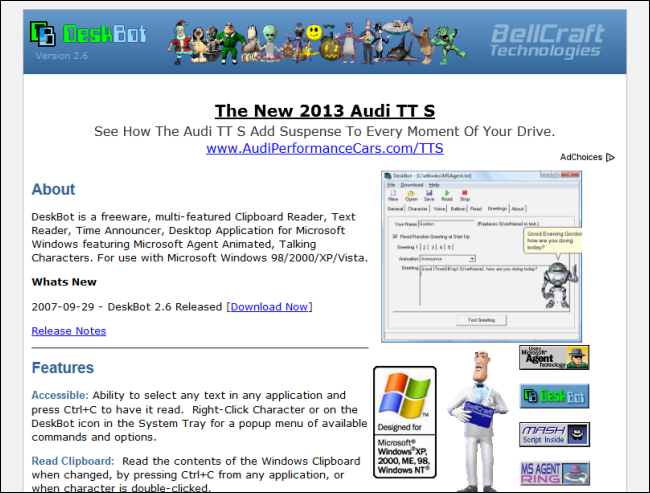 DeskBot
Version 2.6
BellCraft
Technologies
The New 2013 Audi TT S
See How The Audi TT S Add Suspense To Every Moment Of Your Drive.
www.AudiPerformanceCars.com/TTS
AdChoices
About
DeskBot is a freeware, multi-featured Clipboard Reader, Text
Reader, Time Announcer, Desktop Application for Microsoft
Windows featuring Microsoft Agent Animated, Talking
Characters. For use with Microsoft Windows 98/2000/XP/Vista.
Whats New
2007-09-29 - DeskBot 2.6 Released [Download Now]
Release Notes
Features
Accessible: Ability to select any text in any application and
press Ctrl+C to have it read. Right-Click Character or on the
DeskBot icon in the System Tray for a popup menu of available
commands and options.
Read Clipboard: Read the contents of the Windows Clipboard
when changed, by pressing Ctrl+C from any application, or
when character is double-clicked.
DeskBot - [C:\eBooks\MSAgent.txt]
File Download Help
New Open Save Read Stop
General Character Voice Balloon Read Greetings About
Your Name Gordon (Replaces \UserName\ in text.)
Read Random Greeting at Start Up
Greeting 1 2 3 4 5
Animation: Announce
Greeting: Good \TimeOfDay\ \UserName\, how are you doing today?
Test Greeting
Good Evening Gordon
how are you doing
today?
Designed for
Microsoft®
Windows® XP,
2000, ME, 98,
Windows NT®
BellCraft
Uses
Microsoft
Agent
Technology
DeskBot
MASH
Script Inside
MS AGENT
RING